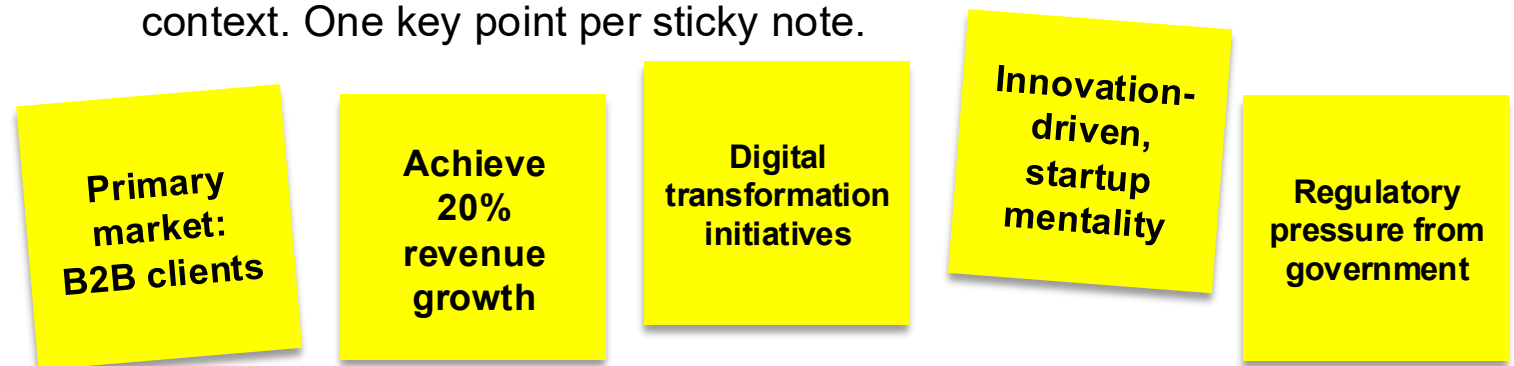 context. One key point per sticky note.
Primary
market:
B2B clients
Achieve
20%
revenue
growth
Digital
transformation
initiatives
Innovation-
driven,
startup
mentality
Regulatory
pressure from
government